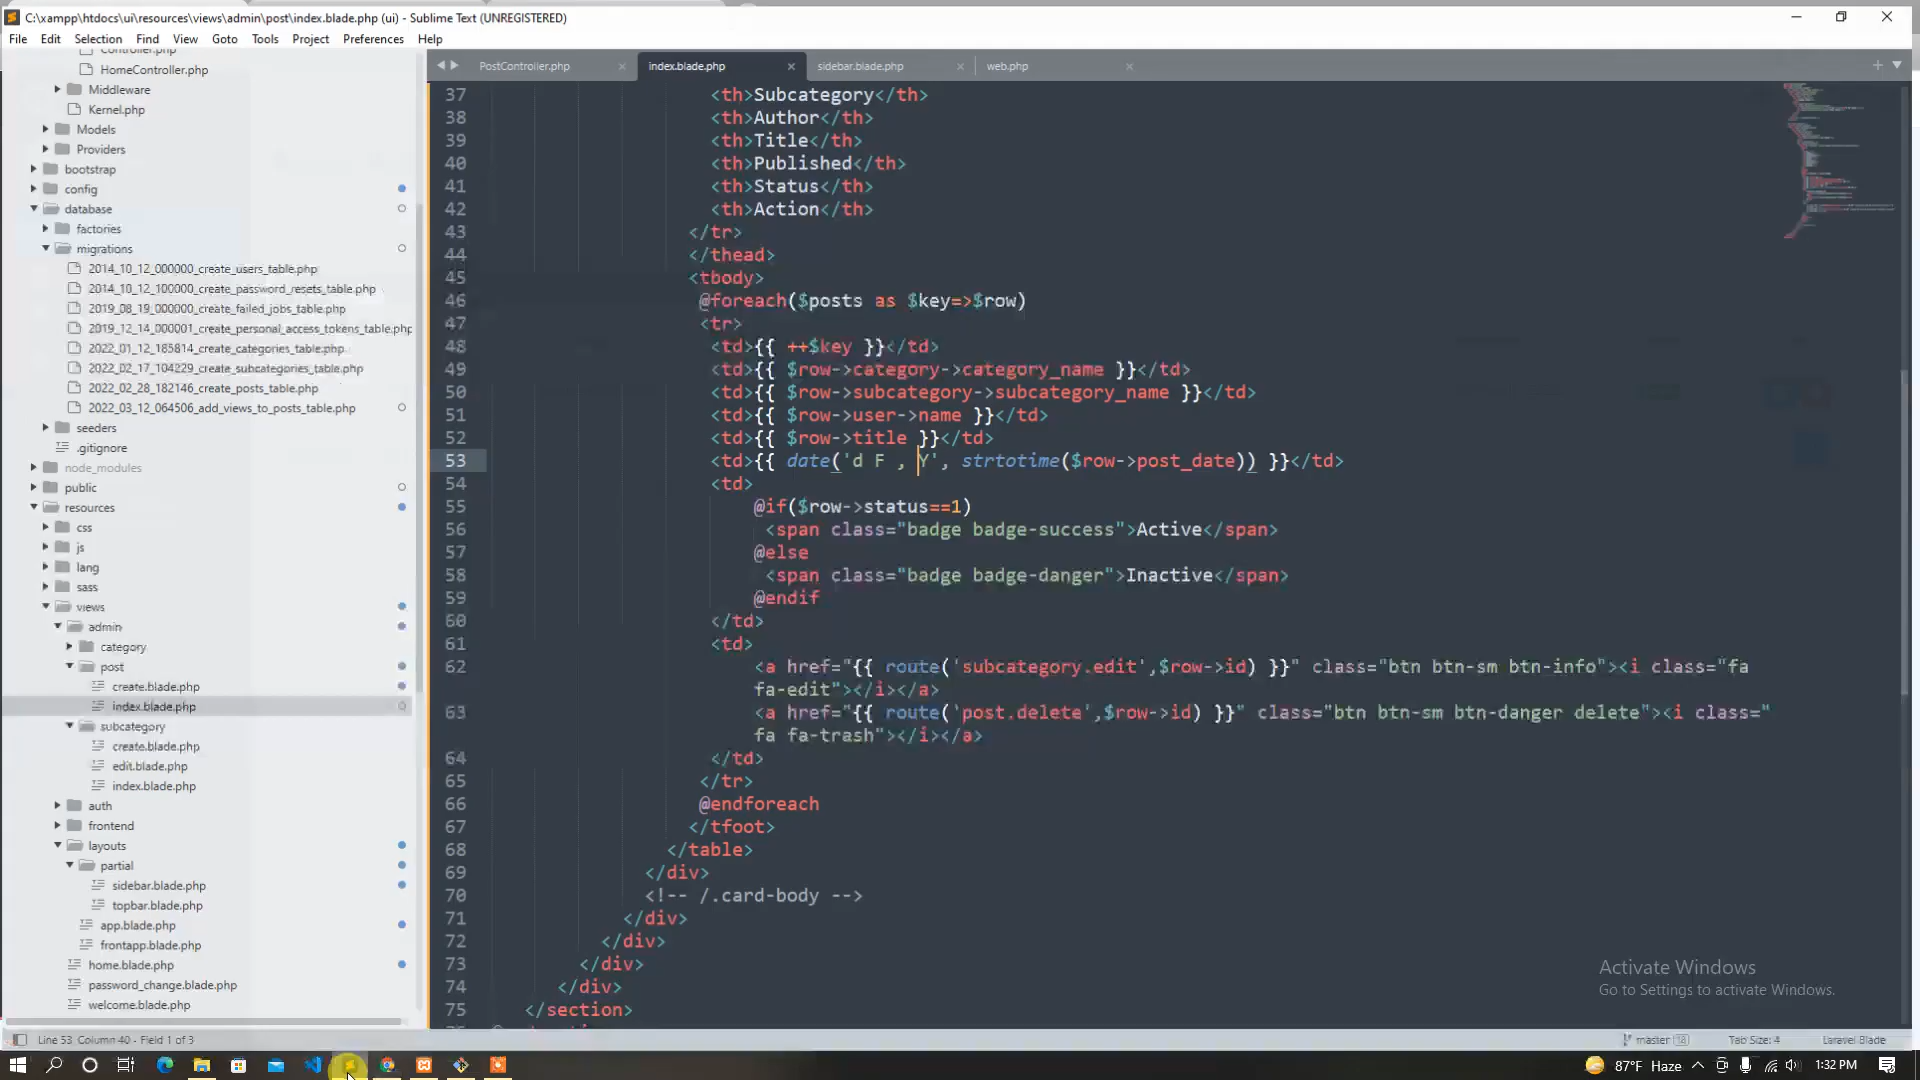 C:\xampp\htdocs\ui\resources\views\admin\post\index.blade.php (ui) - Sublime Text (UNREGISTERED)
File Edit Selection Find View Goto Tools Project Preferences Help
Controller.php
HomeController.php
Middleware
Kernel.php
Models
Providers
bootstrap
config
database
factories
migrations
2014_10_12_000000_create_users_table.php
2014_10_12_100000_create_password_resets_table.php
2019_08_19_000000_create_failed_jobs_table.php
2019_12_14_000001_create_personal_access_tokens_table.php
2022_01_12_185814_create_categories_table.php
2022_02_17_104229_create_subcategories_table.php
2022_02_28_182146_create_posts_table.php
2022_03_12_064506_add_views_to_posts_table.php
seeders
.gitignore
node_modules
public
resources
css
js
lang
sass
views
admin
category
post
create.blade.php
index.blade.php
subcategory
create.blade.php
edit.blade.php
index.blade.php
auth
frontend
layouts
partial
sidebar.blade.php
topbar.blade.php
app.blade.php
frontapp.blade.php
home.blade.php
password_change.blade.php
welcome.blade.php
PostController.php index.blade.php sidebar.blade.php web.php
37 <th>Subcategory</th>
38 <th>Author</th>
39 <th>Title</th>
40 <th>Published</th>
41 <th>Status</th>
42 <th>Action</th>
43 </tr>
44 </thead>
45 <tbody>
46 @foreach($posts as $key=>$row)
47 <tr>
48 <td>{{ ++$key }}</td>
49 <td>{{ $row->category->category_name }}</td>
50 <td>{{ $row->subcategory->subcategory_name }}</td>
51 <td>{{ $row->user->name }}</td>
52 <td>{{ $row->title }}</td>
53 <td>{{ date('d F , Y', strtotime($row->post_date)) }}</td>
54 <td>
55 @if($row->status==1)
56 <span class="badge badge-success">Active</span>
57 @else
58 <span class="badge badge-danger">Inactive</span>
59 @endif
60 </td>
61 <td>
62 <a href="{{ route('subcategory.edit',$row->id) }}" class="btn btn-sm btn-info"><i class="fa
fa-edit"></i></a>
63 <a href="{{ route('post.delete',$row->id) }}" class="btn btn-sm btn-danger delete"><i class="
fa fa-trash"></i></a>
64 </td>
65 </tr>
66 @endforeach
67 </tfoot>
68 </table>
69 </div>
70 <!-- /.card-body -->
71 </div>
72 </div>
73 </div>
74 </div>
75 </section>
Activate Windows
Go to Settings to activate Windows.
Line 53, Column 40 - Field 1 of 3
master 18 Tab Size: 4 Laravel Blade
87°F Haze 1:32 PM